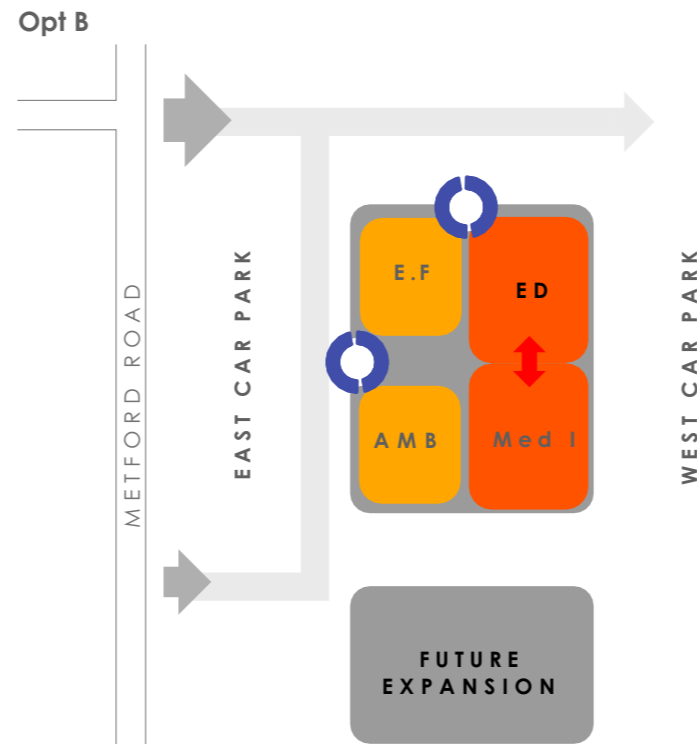 Opt B
METFORD ROAD
EAST CAR PARK
E.F
ED
AMB
Med I
WEST CAR PARK
FUTURE
EXPANSION